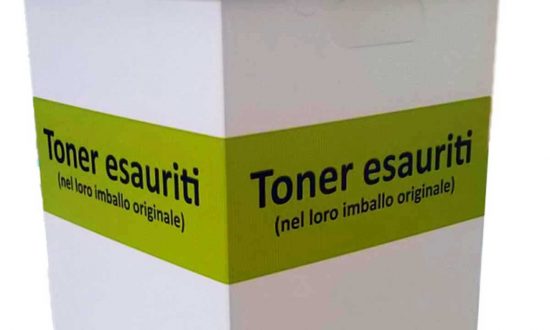 Toner esauriti
(nel loro imballo originale)
Toner esauriti
(nel loro imballo originale)